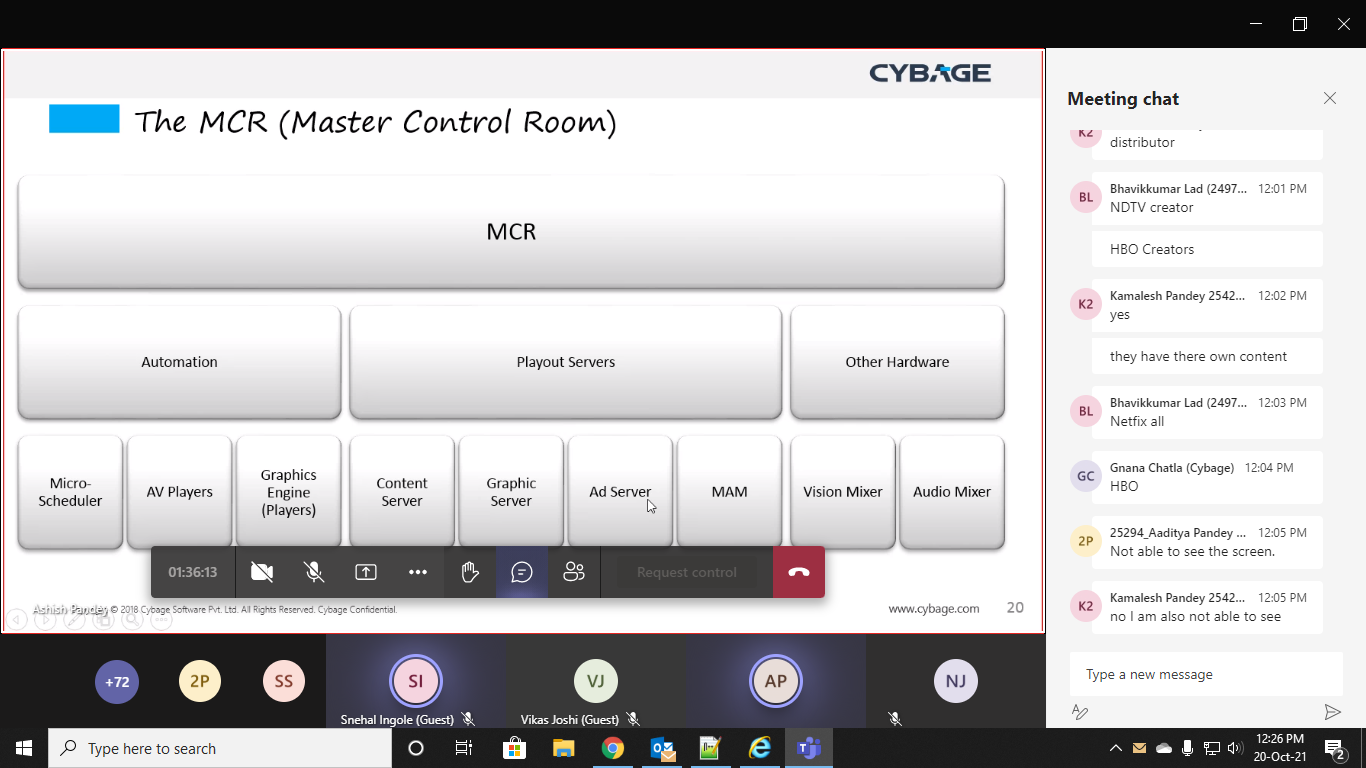 CYBAGE
The MCR (Master Control Room)
MCR
Automation
Playout Servers
Other Hardware
Micro-
Scheduler
AV Players
Graphics
Engine
(Players)
Content
Server
Graphic
Server
Ad Server
MAM
Vision Mixer
Audio Mixer
01:36:13
Request control
Ashish Pandey
© 2018 Cybage Software Pvt. Ltd. All Rights Reserved. Cybage Confidential.
www.cybage.com
20
+72
2P
SS
SI
Snehal Ingole (Guest)
VJ
Vikas Joshi (Guest)
AP
NJ
Meeting chat
K2
distributor
BL
Bhavikkumar Lad (2497... 12:01 PM
NDTV creator
HBO Creators
K2
Kamalesh Pandey 2542... 12:02 PM
yes
they have there own content
BL
Bhavikkumar Lad (2497... 12:03 PM
Netfix all
GC
Gnana Chatla (Cybage) 12:04 PM
HBO
2P
25294_Aaditya Pandey ... 12:05 PM
Not able to see the screen.
K2
Kamalesh Pandey 2542... 12:05 PM
no I am also not able to see
Type a new message
Type here to search
12:26 PM
20-Oct-21
2